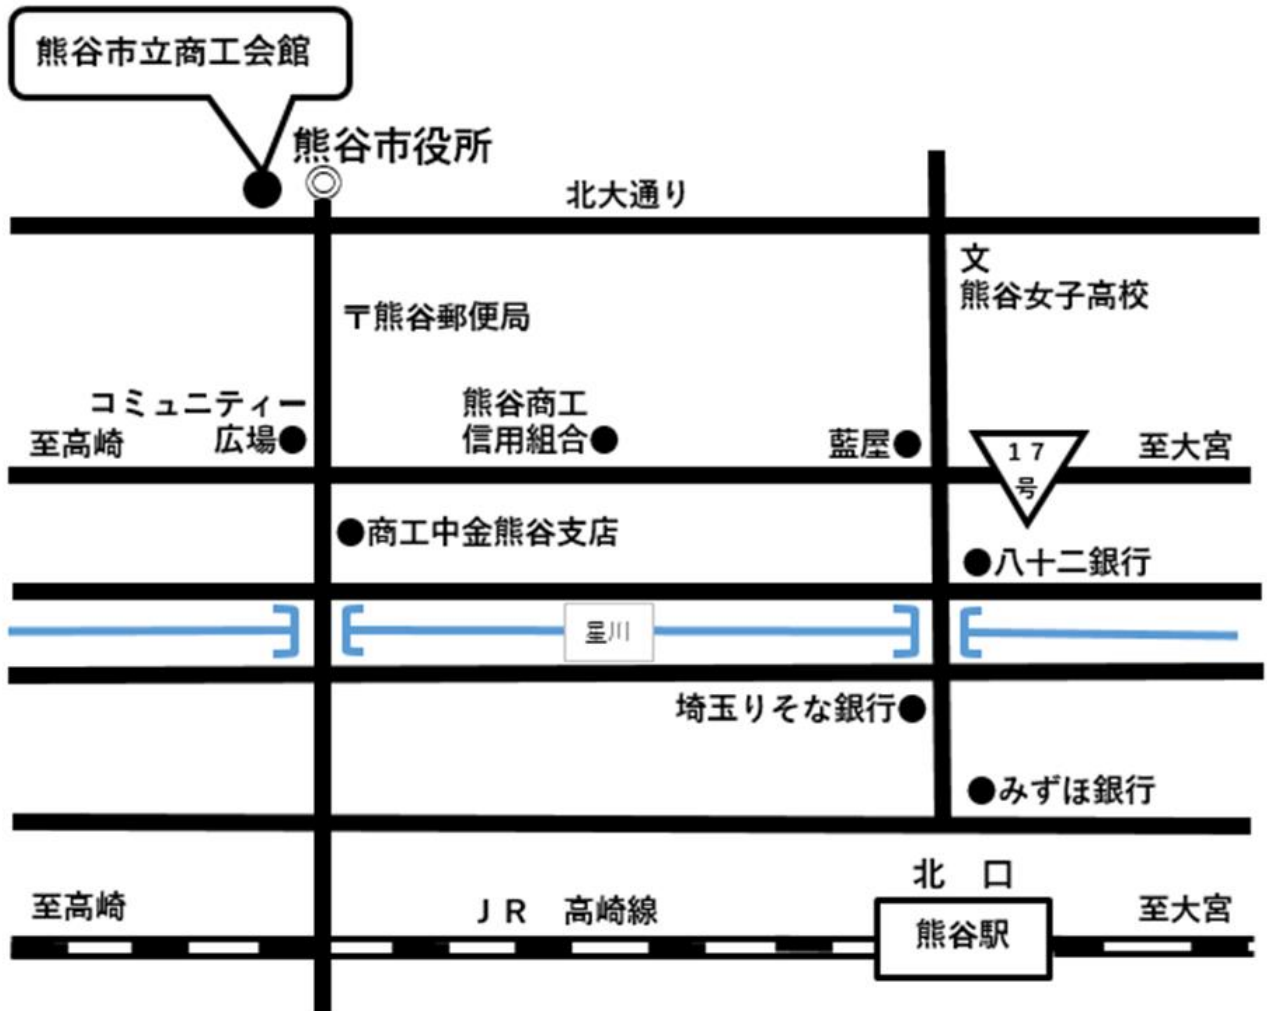 熊谷市立商工会館
熊谷市役所
北大通り
文
熊谷女子高校
〒熊谷郵便局
コミュニティー
広場
熊谷商工
信用組合
藍屋
至高崎
17
号
至大宮
商工中金熊谷支店
八十二銀行
星川
埼玉りそな銀行
みずほ銀行
北 口
至高崎
JR 高崎線
熊谷駅
至大宮